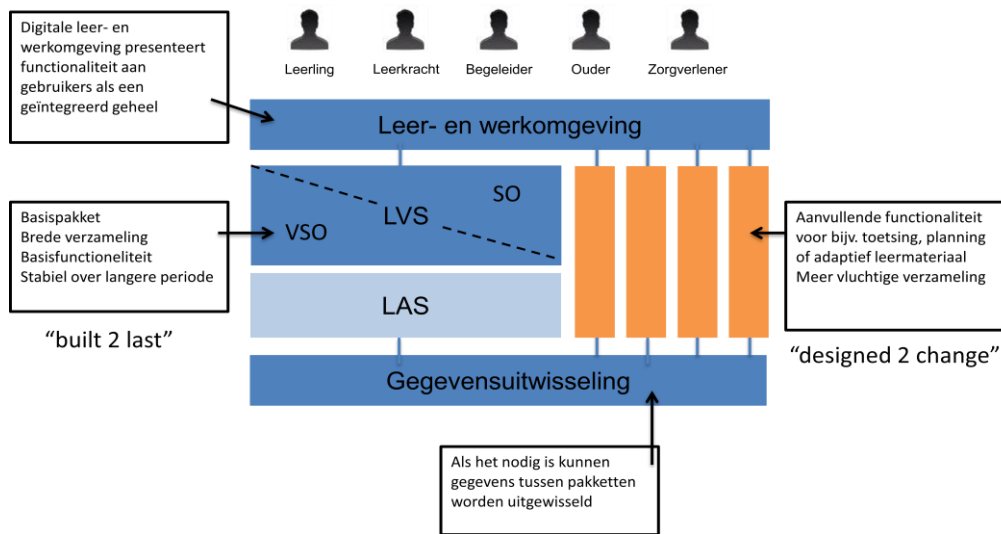 Digitale leer- en
werkomgeving presenteert
functionaliteit aan
gebruikers als een
geïntegreerd geheel
Leerling
Leerkracht
Begeleider
Ouder
Zorgverlener
Leer- en werkomgeving
SO
LVS
VSO
LAS
Gegevensuitwisseling
Basispakket
Brede verzameling
Basisfunctioneliteit
Stabiel over langere periode
“built 2 last”
Aanvullende functionaliteit
voor bijv. toetsing, planning
of adaptief leermateriaal
Meer vluchtige verzameling
“designed 2 change”
Als het nodig is kunnen
gegevens tussen pakketten
worden uitgewisseld